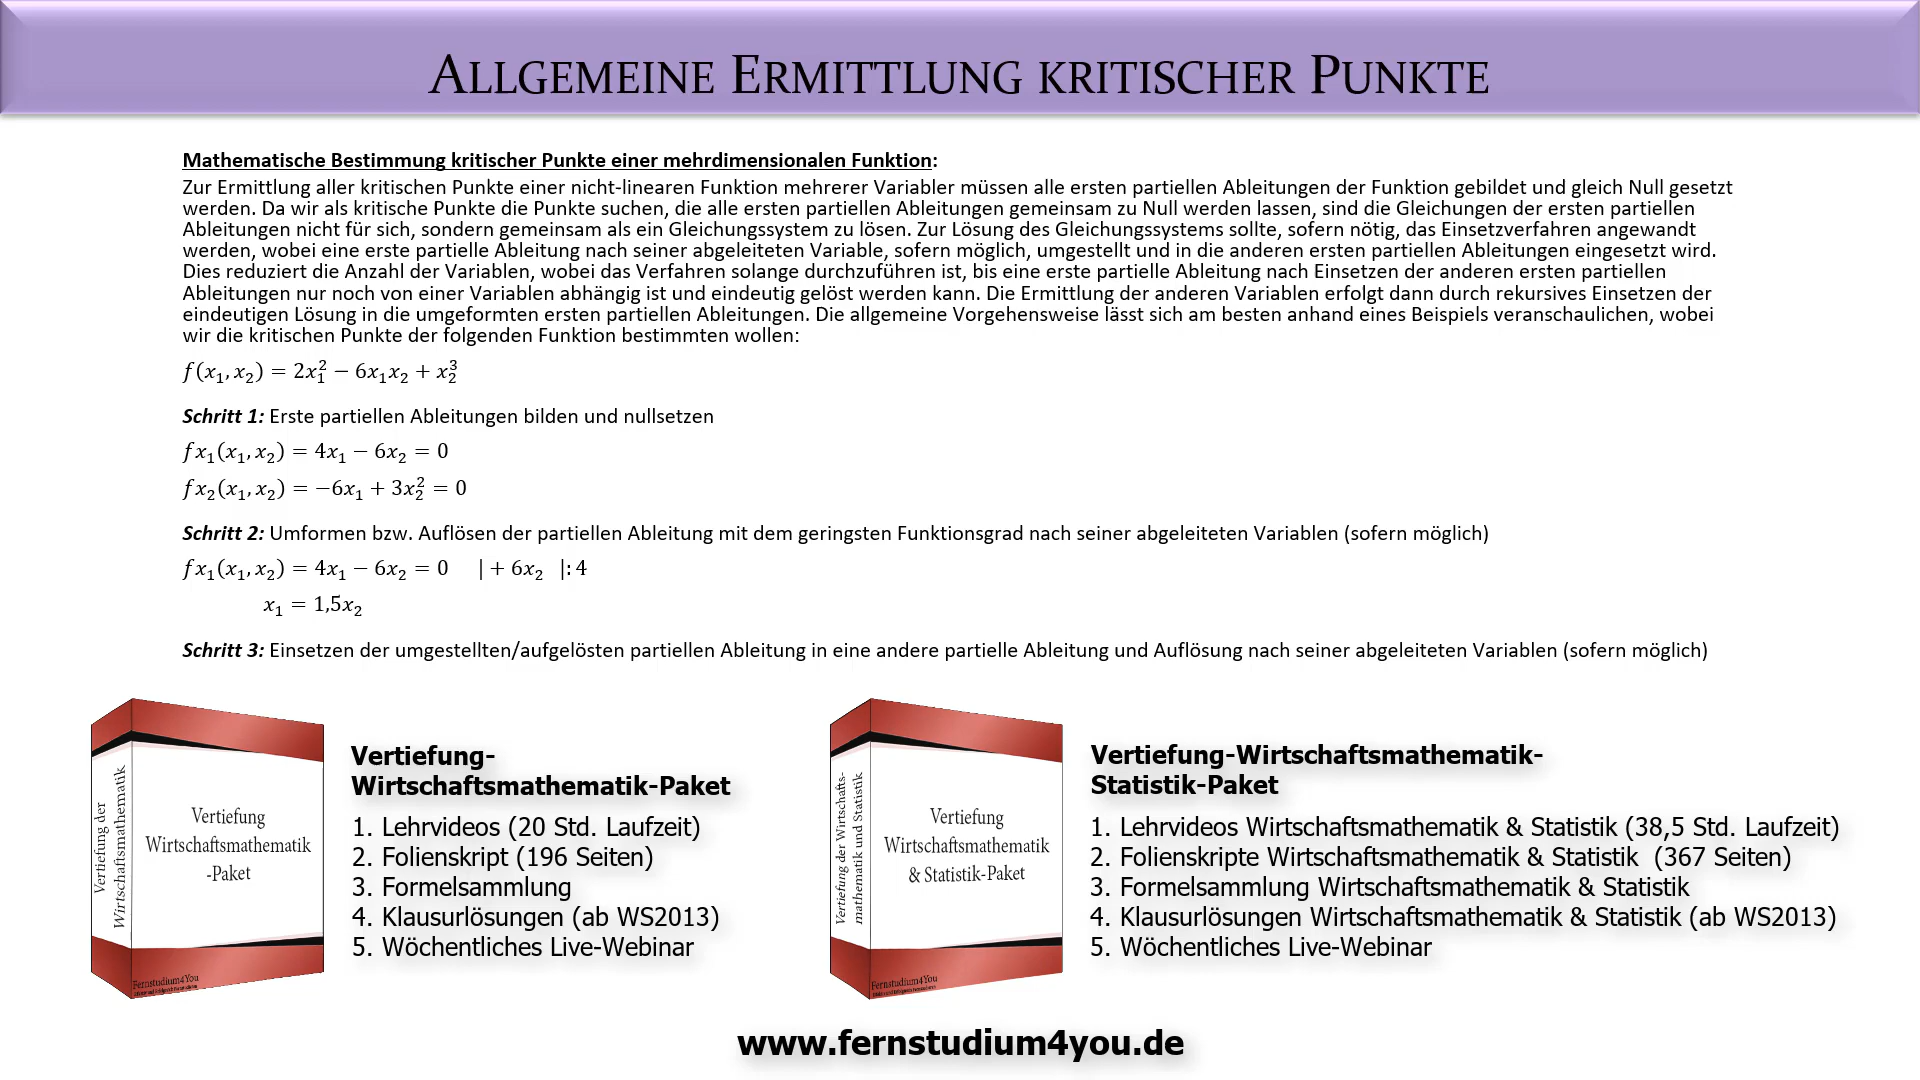 ALLGEMEINE ERMITTLUNG KRITISCHER PUNKTE
Mathematische Bestimmung kritischer Punkte einer mehrdimensionalen Funktion:
Zur Ermittlung aller kritischen Punkte einer nicht-linearen Funktion mehrerer Variabler müssen alle ersten partiellen Ableitungen der Funktion gebildet und gleich Null gesetzt
werden. Da wir als kritische Punkte die Punkte suchen, die alle ersten partiellen Ableitungen gemeinsam zu Null werden lassen, sind die Gleichungen der ersten partiellen
Ableitungen nicht für sich, sondern gemeinsam als ein Gleichungssystem zu lösen. Zur Lösung des Gleichungssystems sollte, sofern nötig, das Einsetzverfahren angewandt
werden, wobei eine erste partielle Ableitung nach seiner abgeleiteten Variable, sofern möglich, umgestellt und in die anderen ersten partiellen Ableitungen eingesetzt wird.
Dies reduziert die Anzahl der Variablen, wobei das Verfahren solange durchzuführen ist, bis eine erste partielle Ableitung nach Einsetzen der anderen ersten partiellen
Ableitungen nur noch von einer Variablen abhängig ist und eindeutig gelöst werden kann. Die Ermittlung der anderen Variablen erfolgt dann durch rekursives Einsetzen der
eindeutigen Lösung in die umgeformten ersten partiellen Ableitungen. Die allgemeine Vorgehensweise lässt sich am besten anhand eines Beispiels veranschaulichen, wobei
wir die kritischen Punkte der folgenden Funktion bestimmten wollen:
f(x₁, x₂) = 2x₁² − 6x₁x₂ + x₂³
Schritt 1: Erste partiellen Ableitungen bilden und nullsetzen
fx₁(x₁, x₂) = 4x₁ − 6x₂ = 0
fx₂(x₁, x₂) = −6x₁ + 3x₂² = 0
Schritt 2: Umformen bzw. Auflösen der partiellen Ableitung mit dem geringsten Funktionsgrad nach seiner abgeleiteten Variablen (sofern möglich)
fx₁(x₁, x₂) = 4x₁ − 6x₂ = 0 | + 6x₂ |: 4
x₁ = 1,5x₂
Schritt 3: Einsetzen der umgestellten/aufgelösten partiellen Ableitung in eine andere partielle Ableitung und Auflösung nach seiner abgeleiteten Variablen (sofern möglich)
Vertiefung der
Wirtschaftsmathematik
Vertiefung
Wirtschaftsmathematik
-Paket
Fernstudium4You
Vertiefung-
Wirtschaftsmathematik-Paket
1. Lehrvideos (20 Std. Laufzeit)
2. Folienskript (196 Seiten)
3. Formelsammlung
4. Klausurlösungen (ab WS2013)
5. Wöchentliches Live-Webinar
Vertiefung der Wirtschafts-
mathematik und Statistik
Vertiefung
Wirtschaftsmathematik
& Statistik-Paket
Fernstudium4You
Vertiefung-Wirtschaftsmathematik-
Statistik-Paket
1. Lehrvideos Wirtschaftsmathematik & Statistik (38,5 Std. Laufzeit)
2. Folienskripte Wirtschaftsmathematik & Statistik (367 Seiten)
3. Formelsammlung Wirtschaftsmathematik & Statistik
4. Klausurlösungen Wirtschaftsmathematik & Statistik (ab WS2013)
5. Wöchentliches Live-Webinar
www.fernstudium4you.de